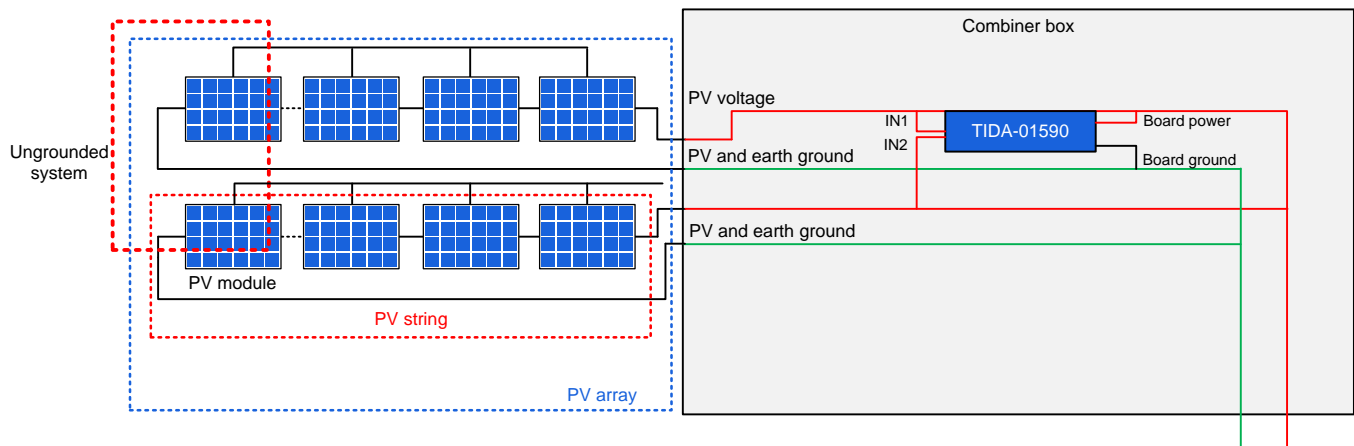 Combiner box
PV voltage
IN1
TIDA-01590
Board power
IN2
Ungrounded
system
PV and earth ground
Board ground
PV and earth ground
PV module
PV string
PV array